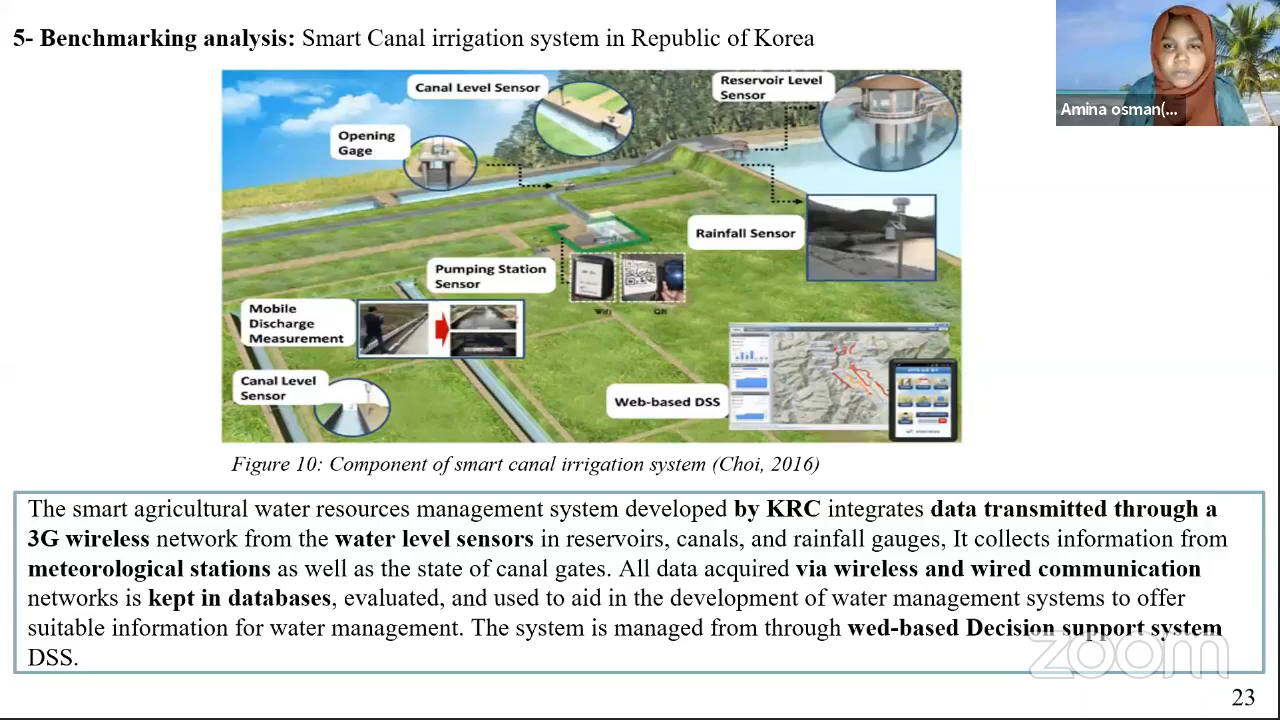 5- Benchmarking analysis: Smart Canal irrigation system in Republic of Korea
Amina osman(...
Canal Level Sensor
Reservoir Level
Sensor
Opening
Gage
Rainfall Sensor
Pumping Station
Sensor
Wifi
QR
Mobile
Discharge
Measurement
Canal Level
Sensor
Web-based DSS
Figure 10: Component of smart canal irrigation system (Choi, 2016)
The smart agricultural water resources management system developed by KRC integrates data transmitted through a
3G wireless network from the water level sensors in reservoirs, canals, and rainfall gauges, It collects information from
meteorological stations as well as the state of canal gates. All data acquired via wireless and wired communication
networks is kept in databases, evaluated, and used to aid in the development of water management systems to offer
suitable information for water management. The system is managed from through wed-based Decision support system
DSS.
zoom
23